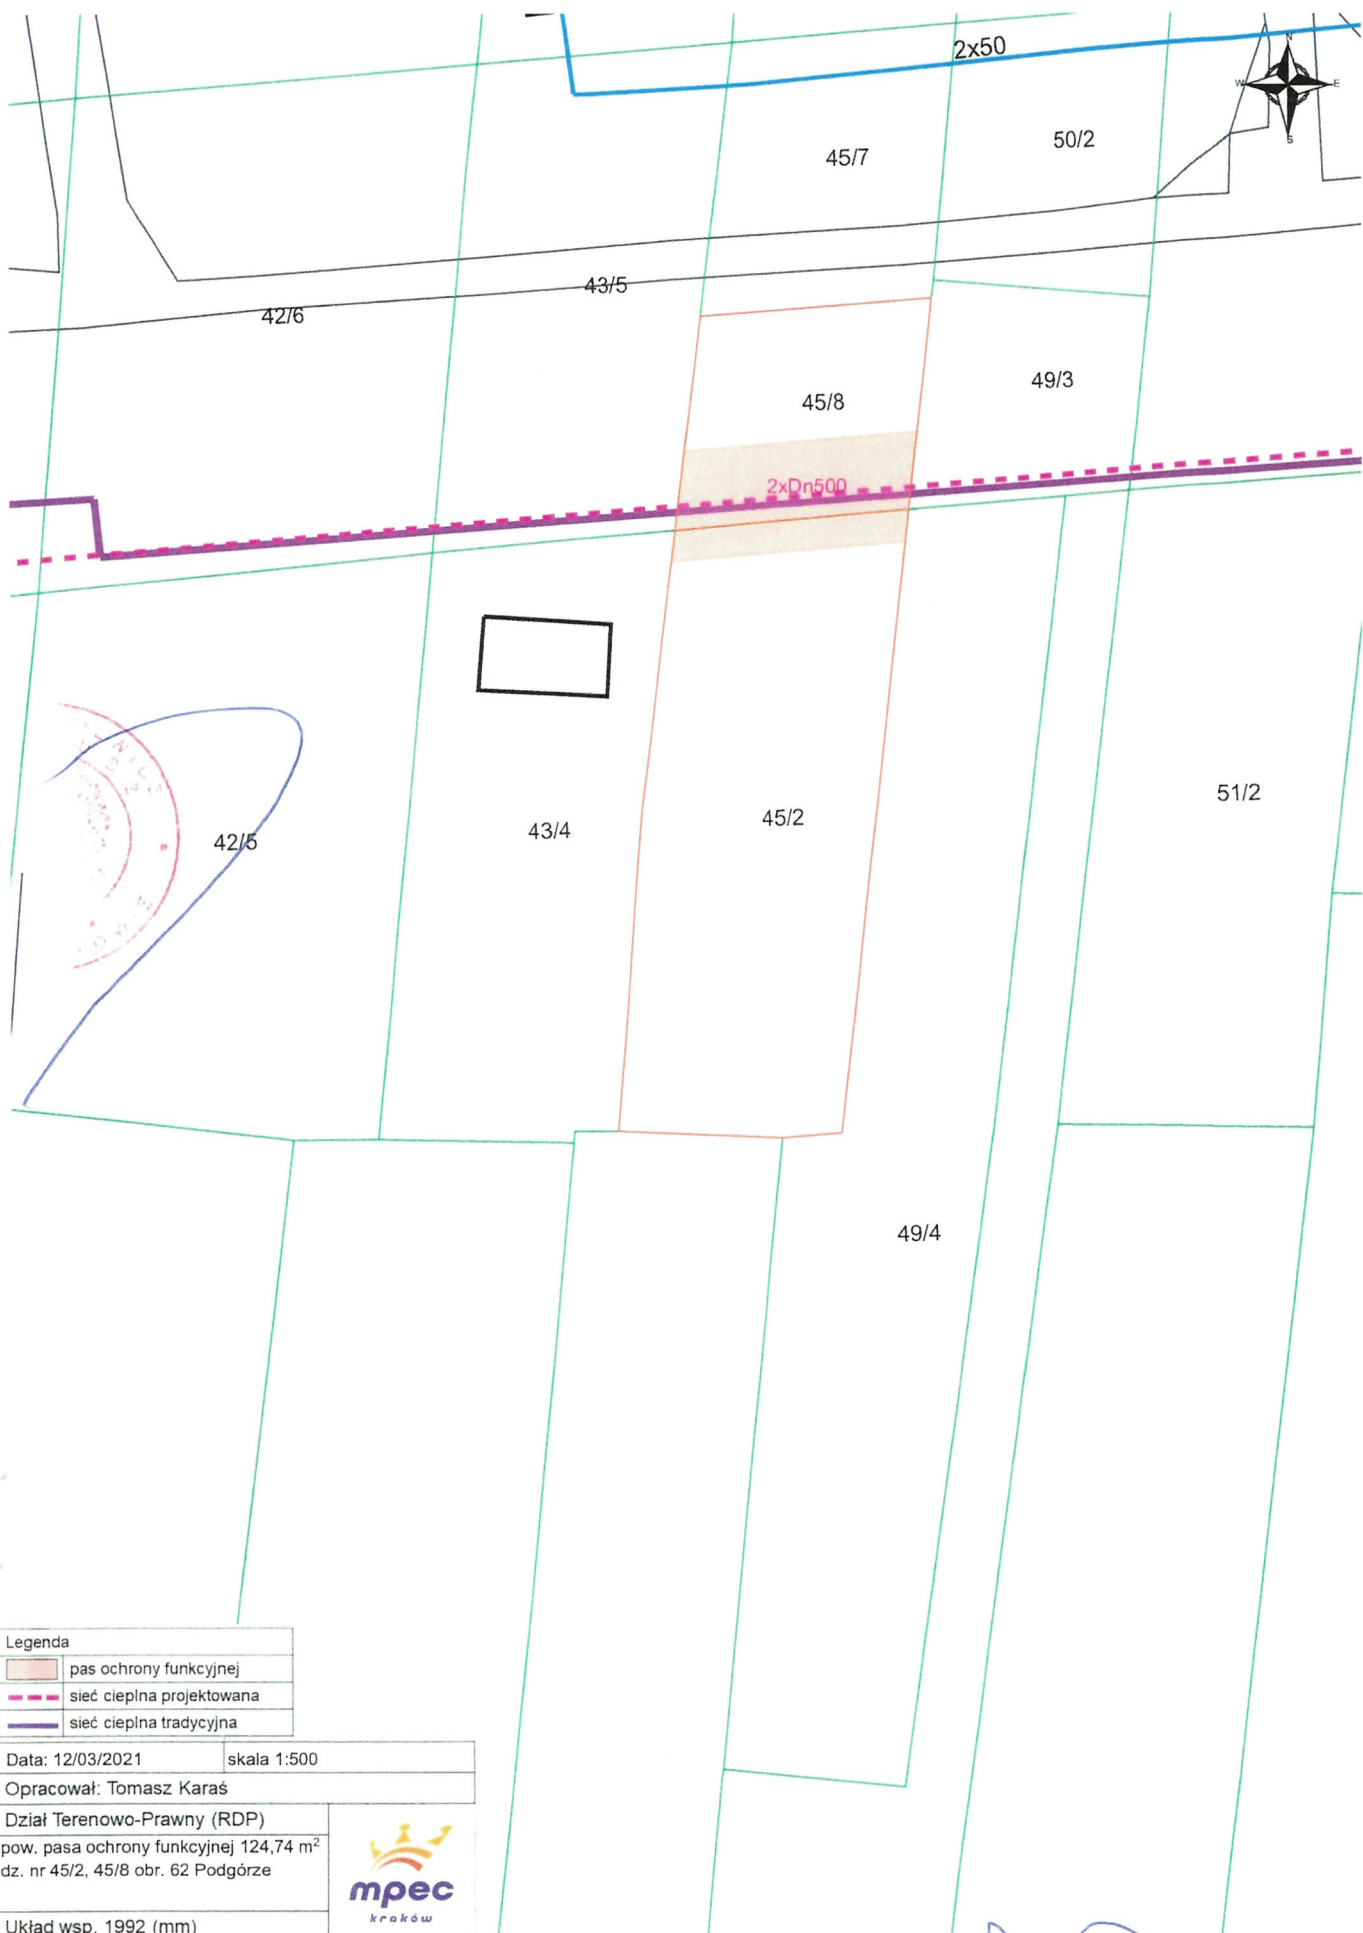 2x50
N
W
E
S
45/7
50/2
43/5
42/6
49/3
45/8
2xDn500
51/2
45/2
43/4
42/5
49/4
Legenda
pas ochrony funkcyjnej
sieć cieplna projektowana
sieć cieplna tradycyjna
Data: 12/03/2021 skala 1:500
Opracował: Tomasz Karaś
Dział Terenowo-Prawny (RDP)
pow. pasa ochrony funkcyjnej 124,74 m²
dz. nr 45/2, 45/8 obr. 62 Podgórze
mpec
kraków
Układ wsp. 1992 (mm)